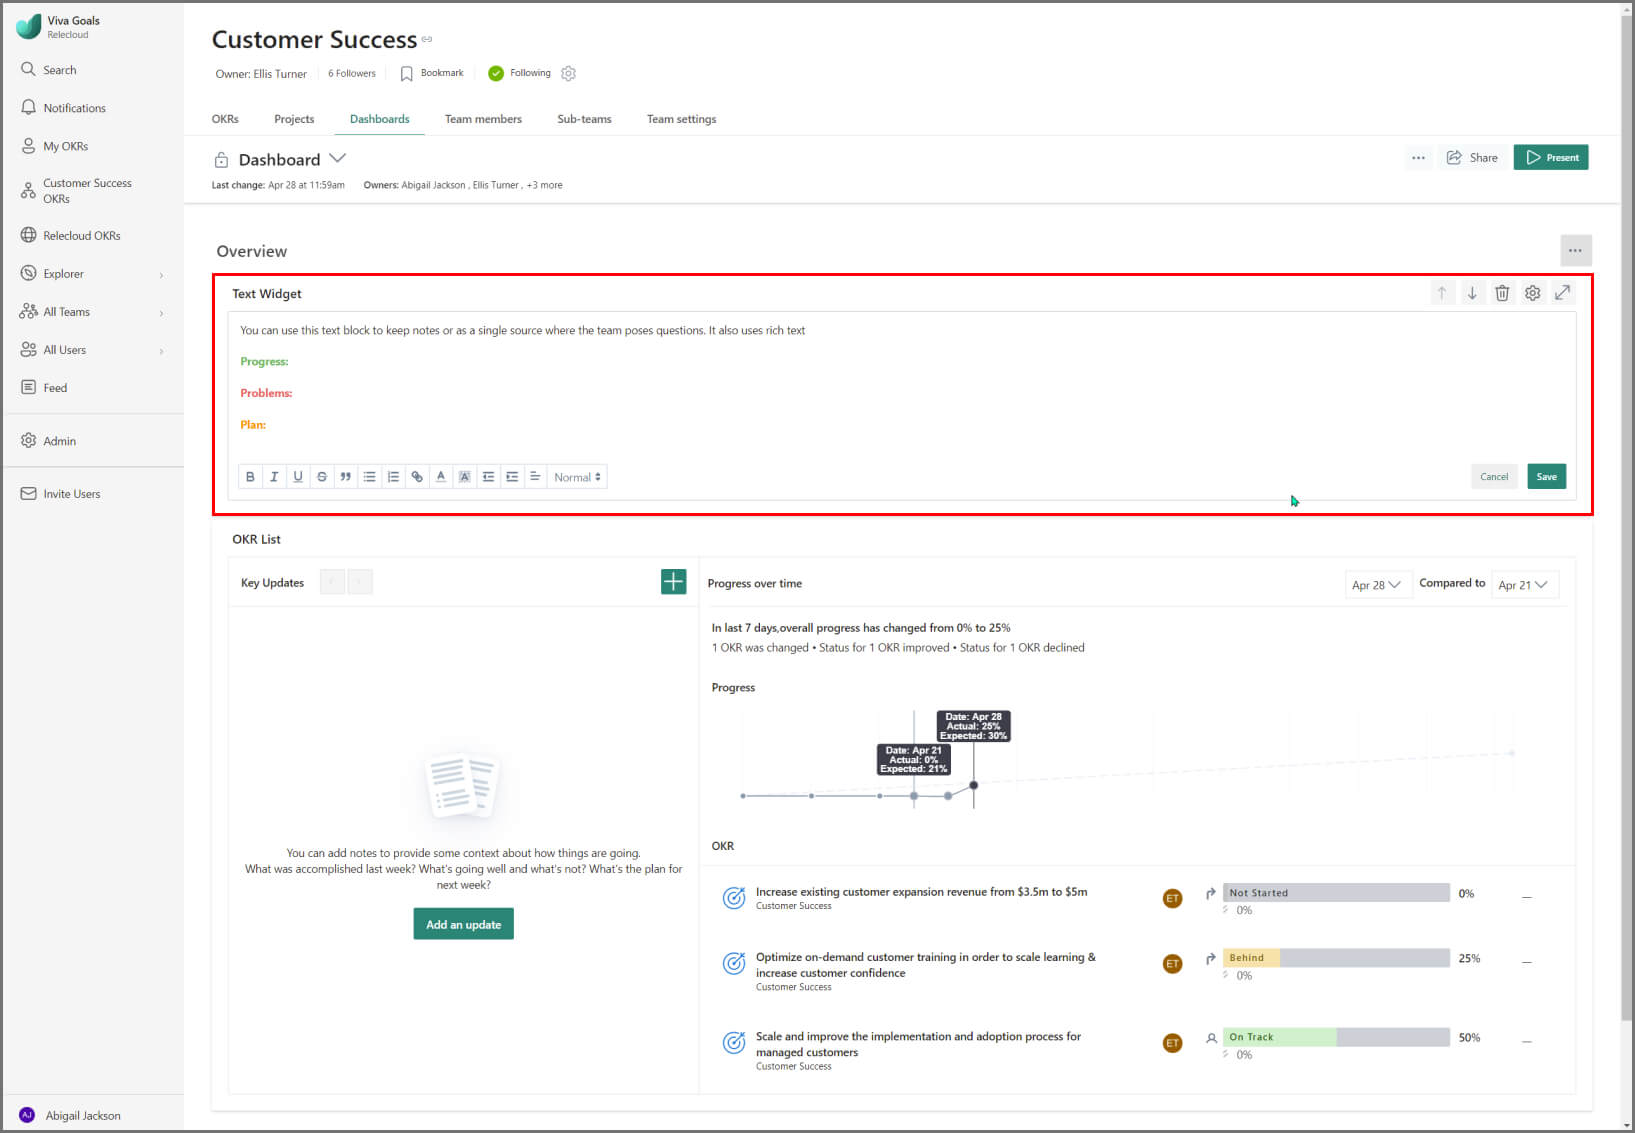 Viva Goals
Relecloud
Search
Notifications
My OKRs
Customer Success
OKRs
Relecloud OKRs
Explorer
All Teams
All Users
Feed
Admin
Invite Users
AJ Abigail Jackson
Customer Success
Owner: Ellis Turner 6 Followers Bookmark Following
OKRs Projects Dashboards Team members Sub-teams Team settings
Dashboard
Share Present
Last change: Apr 28 at 11:59am Owners: Abigail Jackson , Ellis Turner , +3 more
Overview
Text Widget
You can use this text block to keep notes or as a single source where the team poses questions. It also uses rich text
Progress:
Problems:
Plan:
B I U S A A Normal Cancel Save
OKR List
Key Updates
You can add notes to provide some context about how things are going.
What was accomplished last week? What's going well and what's not? What's the plan for
next week?
Add an update
Progress over time Apr 28 Compared to Apr 21
In last 7 days,overall progress has changed from 0% to 25%
1 OKR was changed • Status for 1 OKR improved • Status for 1 OKR declined
Progress
Date: Apr 28
Actual: 25%
Expected: 30%
Date: Apr 21
Actual: 0%
Expected: 21%
OKR
Increase existing customer expansion revenue from $3.5m to $5m
Customer Success
ET Not Started 0% —
0%
Optimize on-demand customer training in order to scale learning &
increase customer confidence
Customer Success
ET Behind 25% —
0%
Scale and improve the implementation and adoption process for
managed customers
Customer Success
ET On Track 50% —
0%